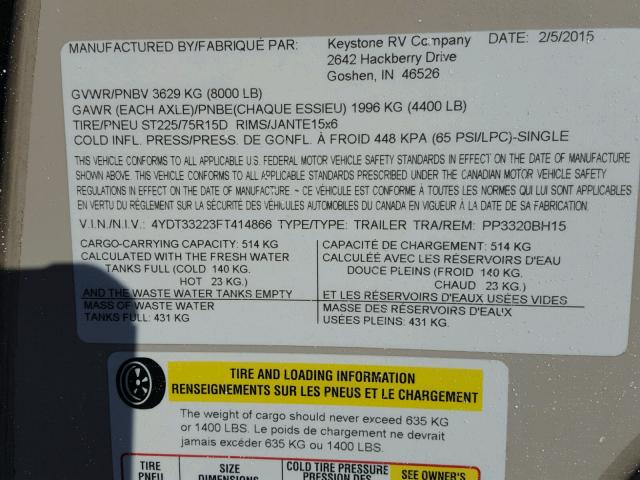 MANUFACTURED BY/FABRIQUÉ PAR: Keystone RV Company DATE: 2/5/2015
2642 Hackberry Drive
Goshen, IN 46526
GVWR/PNBV 3629 KG (8000 LB)
GAWR (EACH AXLE)/PNBE(CHAQUE ESSIEU) 1996 KG (4400 LB)
TIRE/PNEU ST225/75R15D RIMS/JANTE15x6
COLD INFL. PRESS./PRESS. DE GONFL. À FROID 448 KPA (65 PSI/LPC)-SINGLE
THIS VEHICLE CONFORMS TO ALL APPLICABLE U.S. FEDERAL MOTOR VEHICLE SAFETY STANDARDS IN EFFECT ON THE DATE OF MANUFACTURE
SHOWN ABOVE. THIS VEHICLE CONFORMS TO ALL APPLICABLE STANDARDS PRESCRIBED UNDER THE CANADIAN MOTOR VEHICLE SAFETY
REGULATIONS IN EFFECT ON THE DATE OF MANUFACTURE ~ CE VÉHICULE EST CONFORME À TOUTES LES NORMES QUI LUI SONT APPLICABLES
EN VERTU DU RÈGLEMENT SUR LA SÉCURITÉ DES VÉHICULES AUTOMOBILES DU CANADA EN VIGUEUR À LA DATE DE SA FABRICATION
V.I.N./N.I.V.: 4YDT33223FT414866 TYPE/TYPE: TRAILER TRA/REM: PP3320BH15
CARGO-CARRYING CAPACITY: 514 KG
CALCULATED WITH THE FRESH WATER
TANKS FULL (COLD 140 KG.
HOT 23 KG.)
AND THE WASTE WATER TANKS EMPTY
MASS OF WASTE WATER
TANKS FULL: 431 KG
CAPACITÉ DE CHARGEMENT: 514 KG
CALCULÉE AVEC LES RÉSERVOIRS D'EAU
DOUCE PLEINS (FROID 140 KG.
CHAUD 23 KG.)
ET LES RÉSERVOIRS D'EAUX USÉES VIDES
MASSE DES RÉSERVOIRS D'EAUX
USÉES PLEINS: 431 KG.
TIRE AND LOADING INFORMATION
RENSEIGNEMENTS SUR LES PNEUS ET LE CHARGEMENT
The weight of cargo should never exceed 635 KG
or 1400 LBS. Le poids de chargement ne devrait
jamais excéder 635 KG ou 1400 LBS.
TIRE
PNEU
SIZE
DIMENSIONS
COLD TIRE PRESSURE
PRESSION DES
SEE OWNER'S